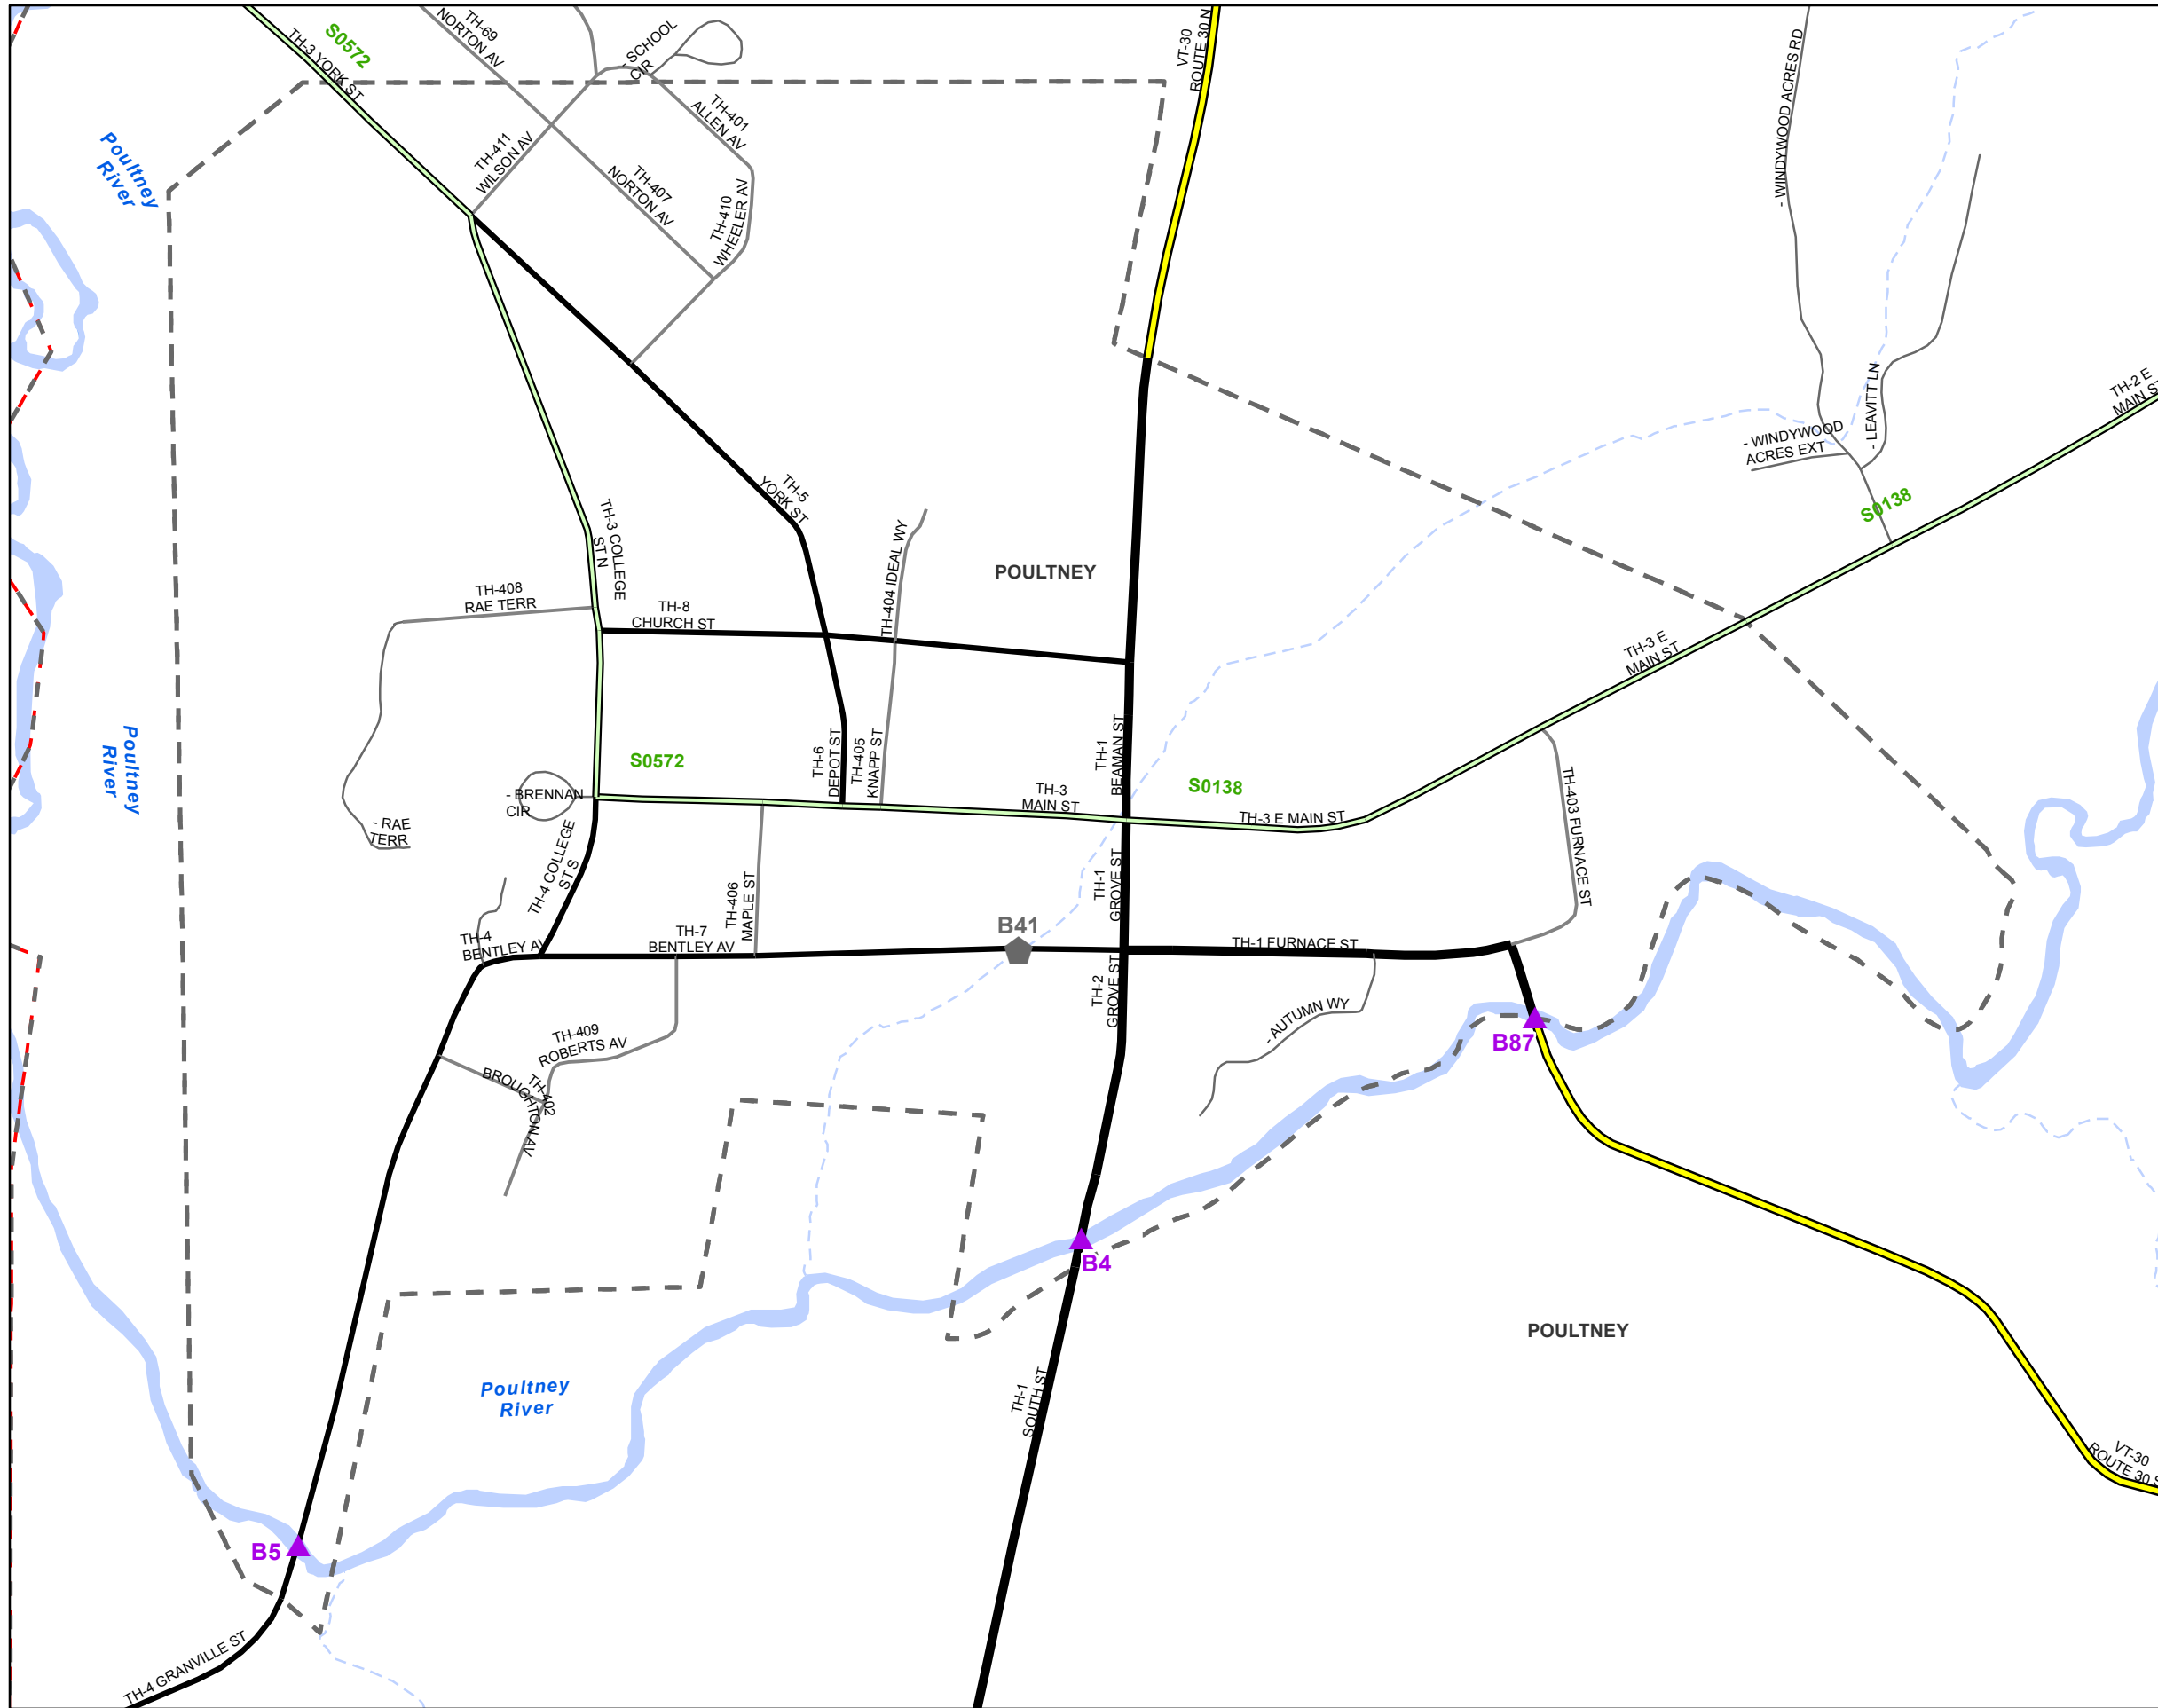 TH-3 YORK ST
S0572
TH-69
NORTON AV
- SCHOOL
CIR
VT-30
ROUTE 30 N
- WINDYWOOD ACRES RD
Poultney
River
TH-411
WILSON AV
TH-401
ALLEN AV
TH-407
NORTON AV
TH-410
WHEELER AV
TH-2 E
MAIN ST
- LEAVITT LN
- WINDYWOOD
ACRES EXT
S0138
TH-5
YORK ST
TH-3 COLLEGE
ST N
TH-404 IDEAL WY
POULTNEY
TH-408
RAE TERR
TH-8
CHURCH ST
TH-3 E
MAIN ST
Poultney
River
S0572
TH-6
DEPOT ST
TH-405
KNAPP ST
TH-1
BEAMAN ST
S0138
- BRENNAN
CIR
TH-3
MAIN ST
TH-3 E MAIN ST
TH-403 FURNACE ST
- RAE
TERR
TH-4 COLLEGE
ST S
TH-406
MAPLE ST
TH-1
GROVE ST
B41
TH-4
BENTLEY AV
TH-7
BENTLEY AV
TH-1 FURNACE ST
TH-2
GROVE ST
- AUTUMN WY
TH-409
ROBERTS AV
B87
TH-402
BROUGHTON AV
B4
POULTNEY
Poultney
River
TH-1
SOUTH ST
VT-30
ROUTE 30 S
B5
TH-4 GRANVILLE ST